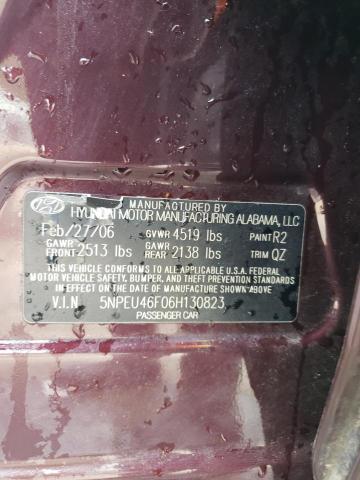 MANUFACTURED BY
HYUNDAI MOTOR MANUFACTURING ALABAMA, LLC
Feb/27/06 GVWR 4519 lbs PAINT R2
GAWR FRONT 2513 lbs GAWR REAR 2138 lbs TRIM QZ
THIS VEHICLE CONFORMS TO ALL APPLICABLE U.S. FEDERAL
MOTOR VEHICLE SAFETY, BUMPER, AND THEFT PREVENTION STANDARDS
IN EFFECT ON THE DATE OF MANUFACTURE SHOWN ABOVE.
V.I.N 5NPEU46F06H130823
PASSENGER CAR